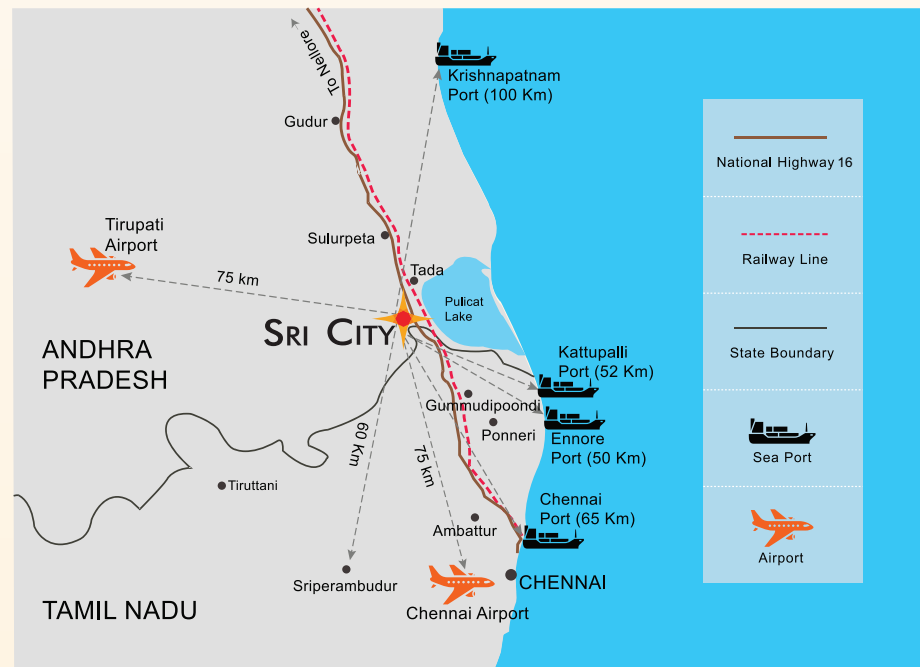 To Nellore
Krishnapatnam
Port (100 Km)
Gudur
National Highway 16
Tirupati
Airport
Sulurpeta
75 km
Tada
Railway Line
Pulicat
Lake
SRI CITY
ANDHRA
PRADESH
Kattupalli
Port (52 Km)
State Boundary
Gummudipoondi
Ponneri
Ennore
Port (50 Km)
60 Km
75 km
Sea Port
Tiruttani
Chennai
Port (65 Km)
Ambattur
Airport
Sriperambudur
CHENNAI
TAMIL NADU
Chennai Airport